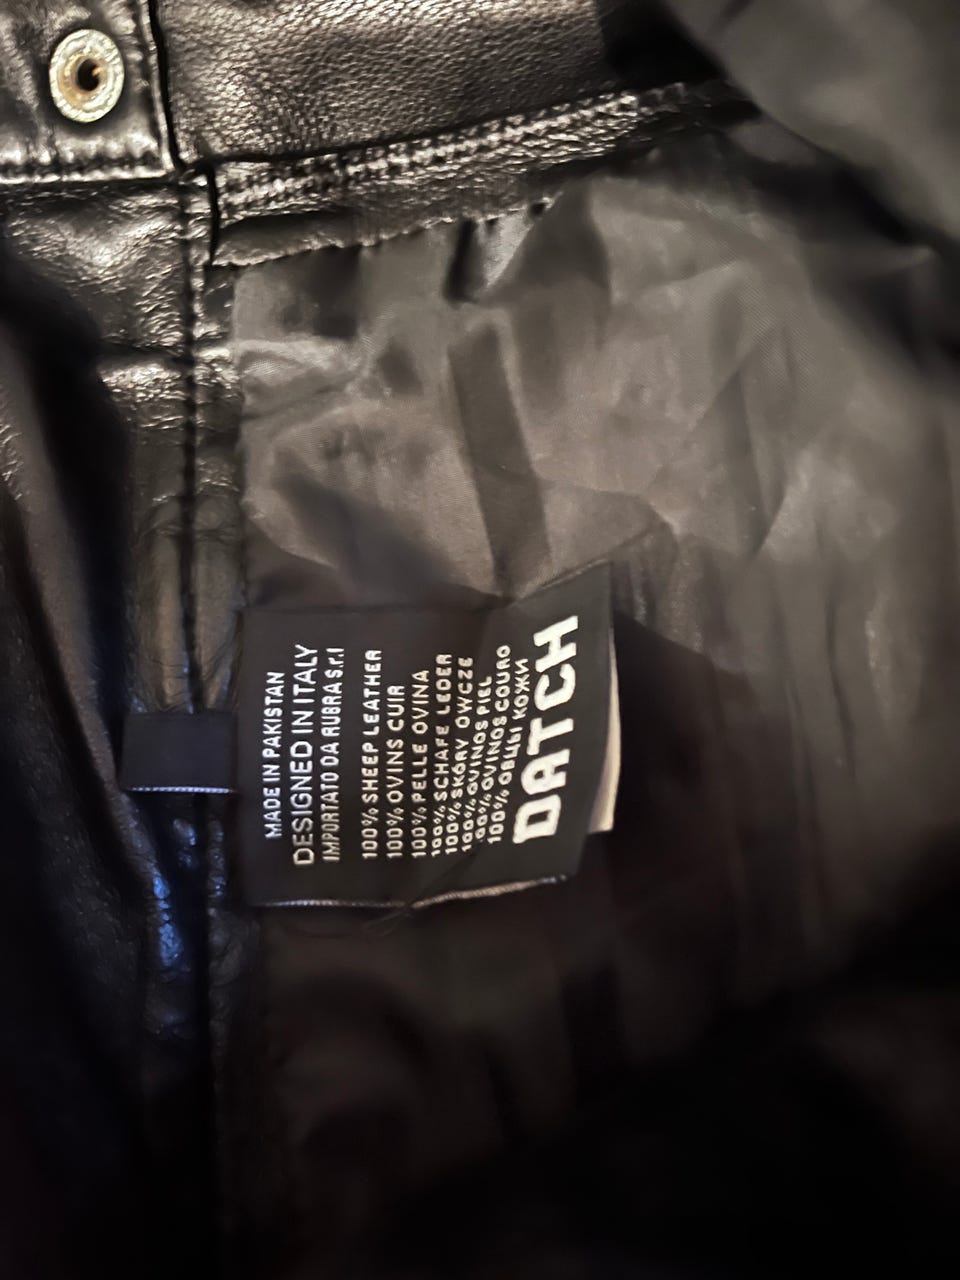 DATCH
100% ОВЦЫ КОЖИ
100% OVINOS COURO
100% OVINOS PIEL
100% SKÓRY OWCZE
100% SCHAFE LEDER
100% PELLE OVINA
100% OVINS CUIR
100% SHEEP LEATHER
IMPORTATO DA RUBRA s.r.l
DESIGNED IN ITALY
MADE IN PAKISTAN